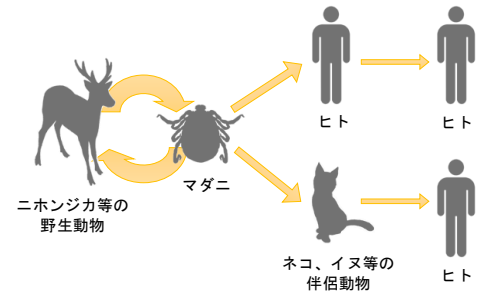 ヒト
ヒト
マダニ
ニホンジカ等の
野生動物
ネコ、イヌ等の
伴侶動物
ヒト